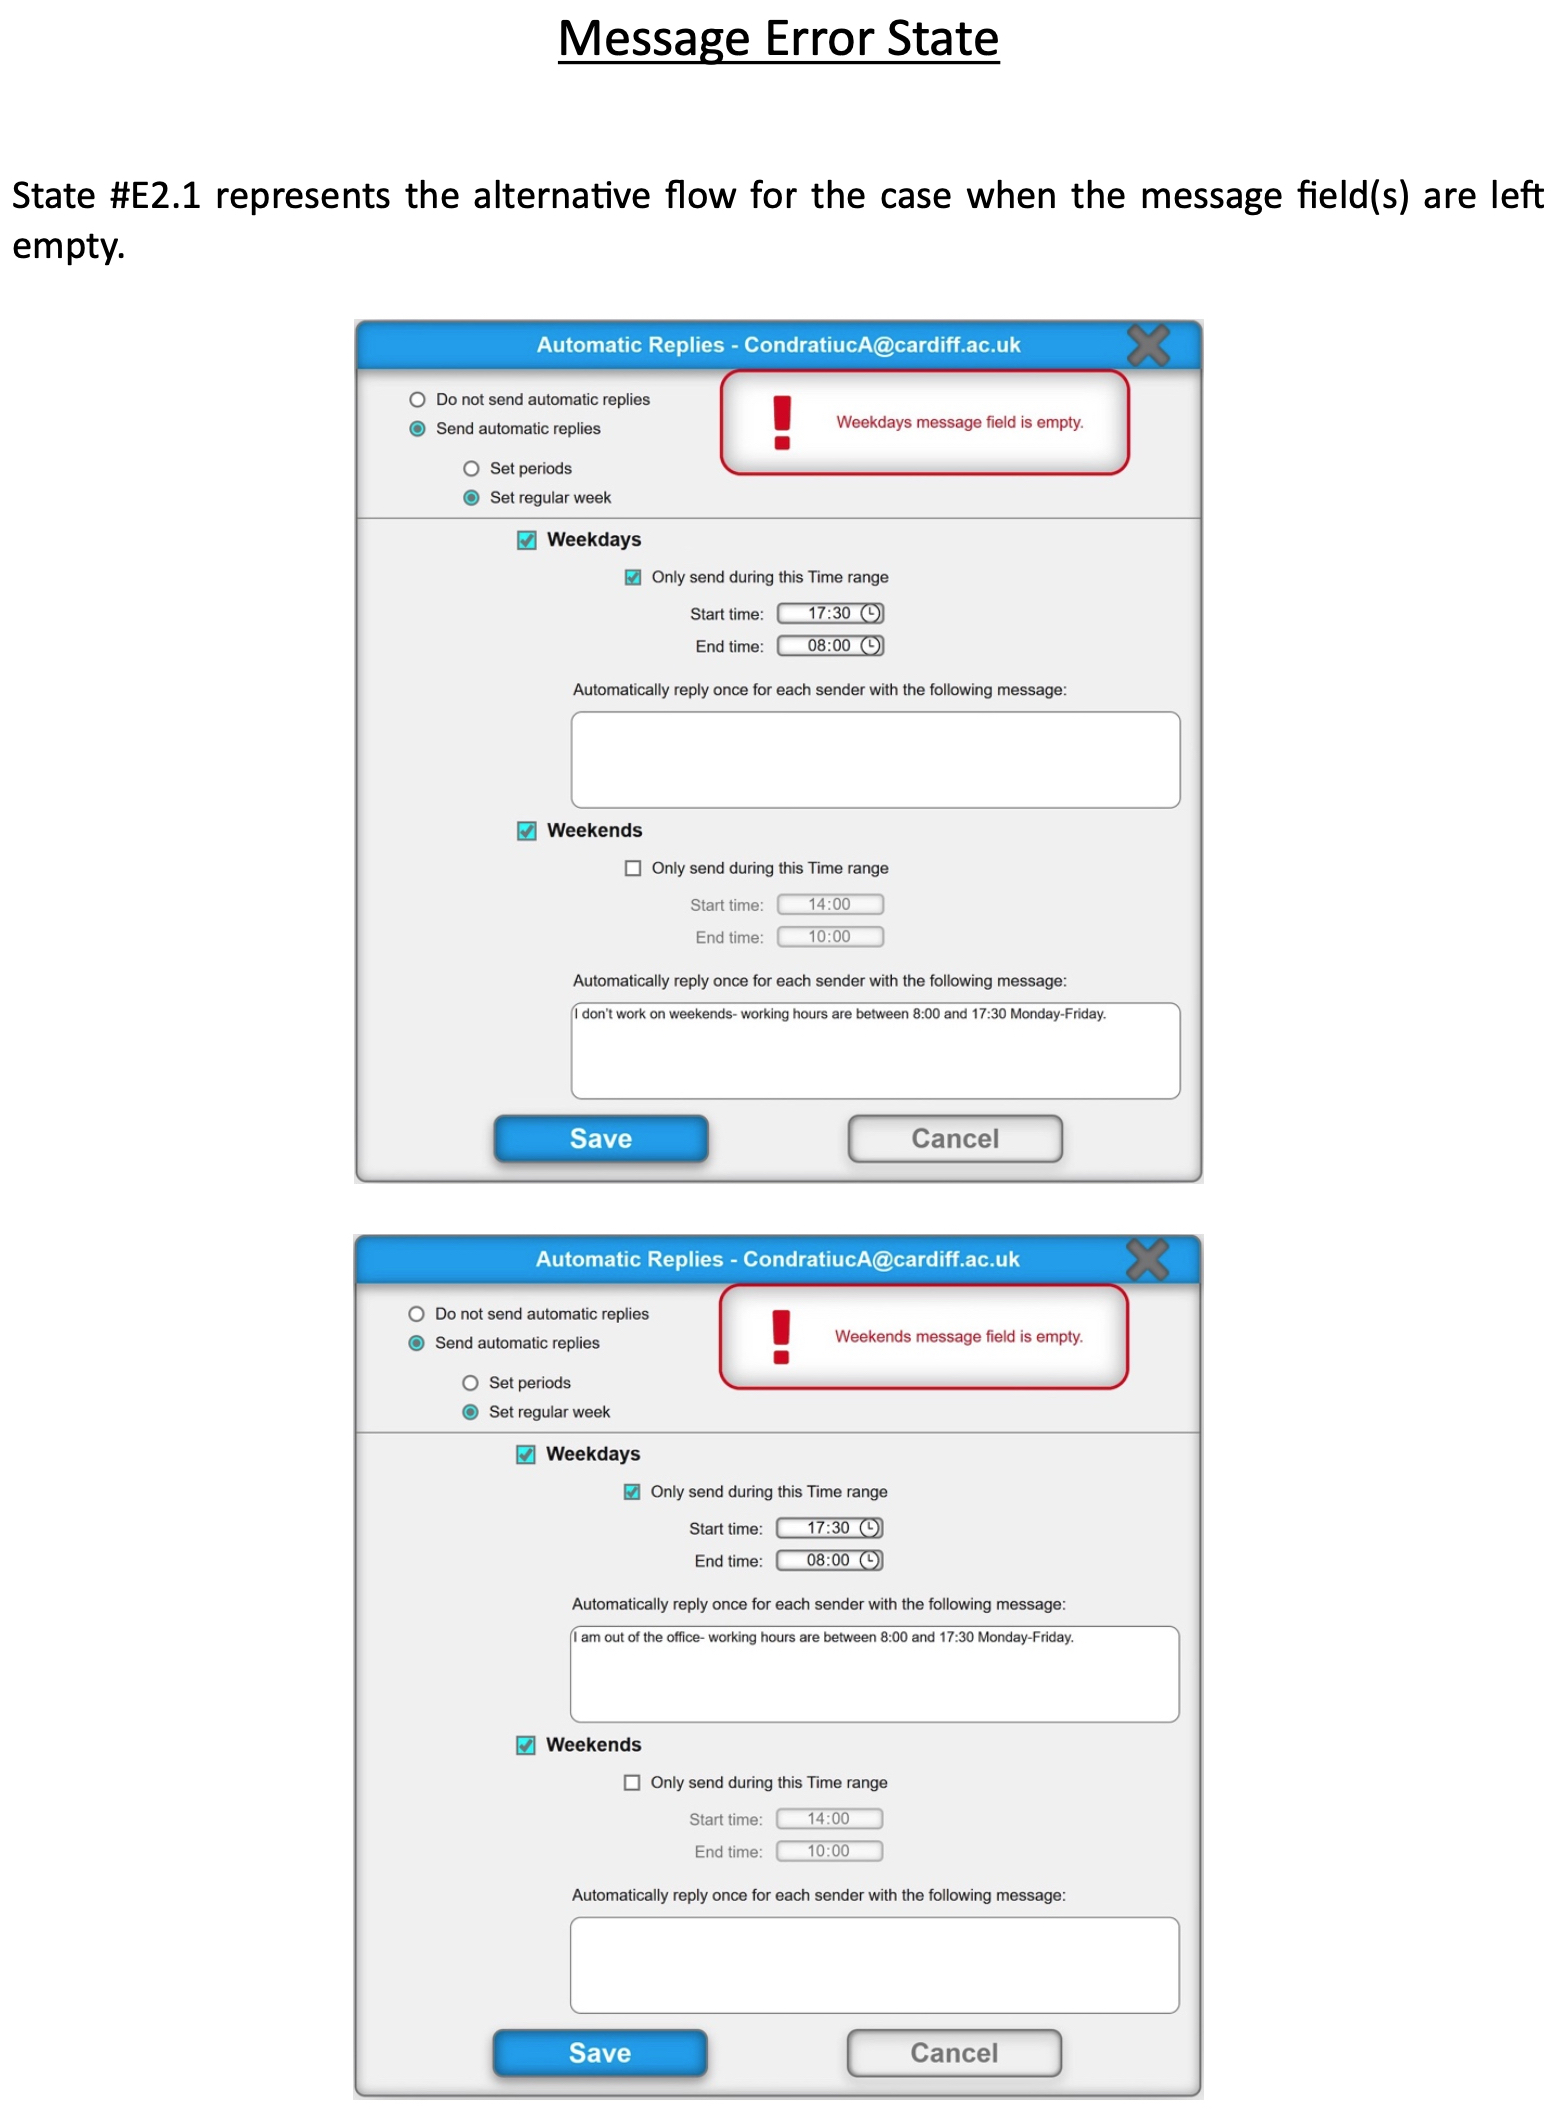 Message Error State
State #E2.1 represents the alternative flow for the case when the message field(s) are left
empty.
Automatic Replies - CondratiucA@cardiff.ac.uk
Do not send automatic replies
Send automatic replies
Weekdays message field is empty.
Set periods
Set regular week
Weekdays
Only send during this Time range
Start time: 17:30
End time: 08:00
Automatically reply once for each sender with the following message:
Weekends
Only send during this Time range
Start time: 14:00
End time: 10:00
Automatically reply once for each sender with the following message:
I don't work on weekends- working hours are between 8:00 and 17:30 Monday-Friday.
Save Cancel
Automatic Replies - CondratiucA@cardiff.ac.uk
Do not send automatic replies
Send automatic replies
Weekends message field is empty.
Set periods
Set regular week
Weekdays
Only send during this Time range
Start time: 17:30
End time: 08:00
Automatically reply once for each sender with the following message:
I am out of the office- working hours are between 8:00 and 17:30 Monday-Friday.
Weekends
Only send during this Time range
Start time: 14:00
End time: 10:00
Automatically reply once for each sender with the following message:
Save Cancel